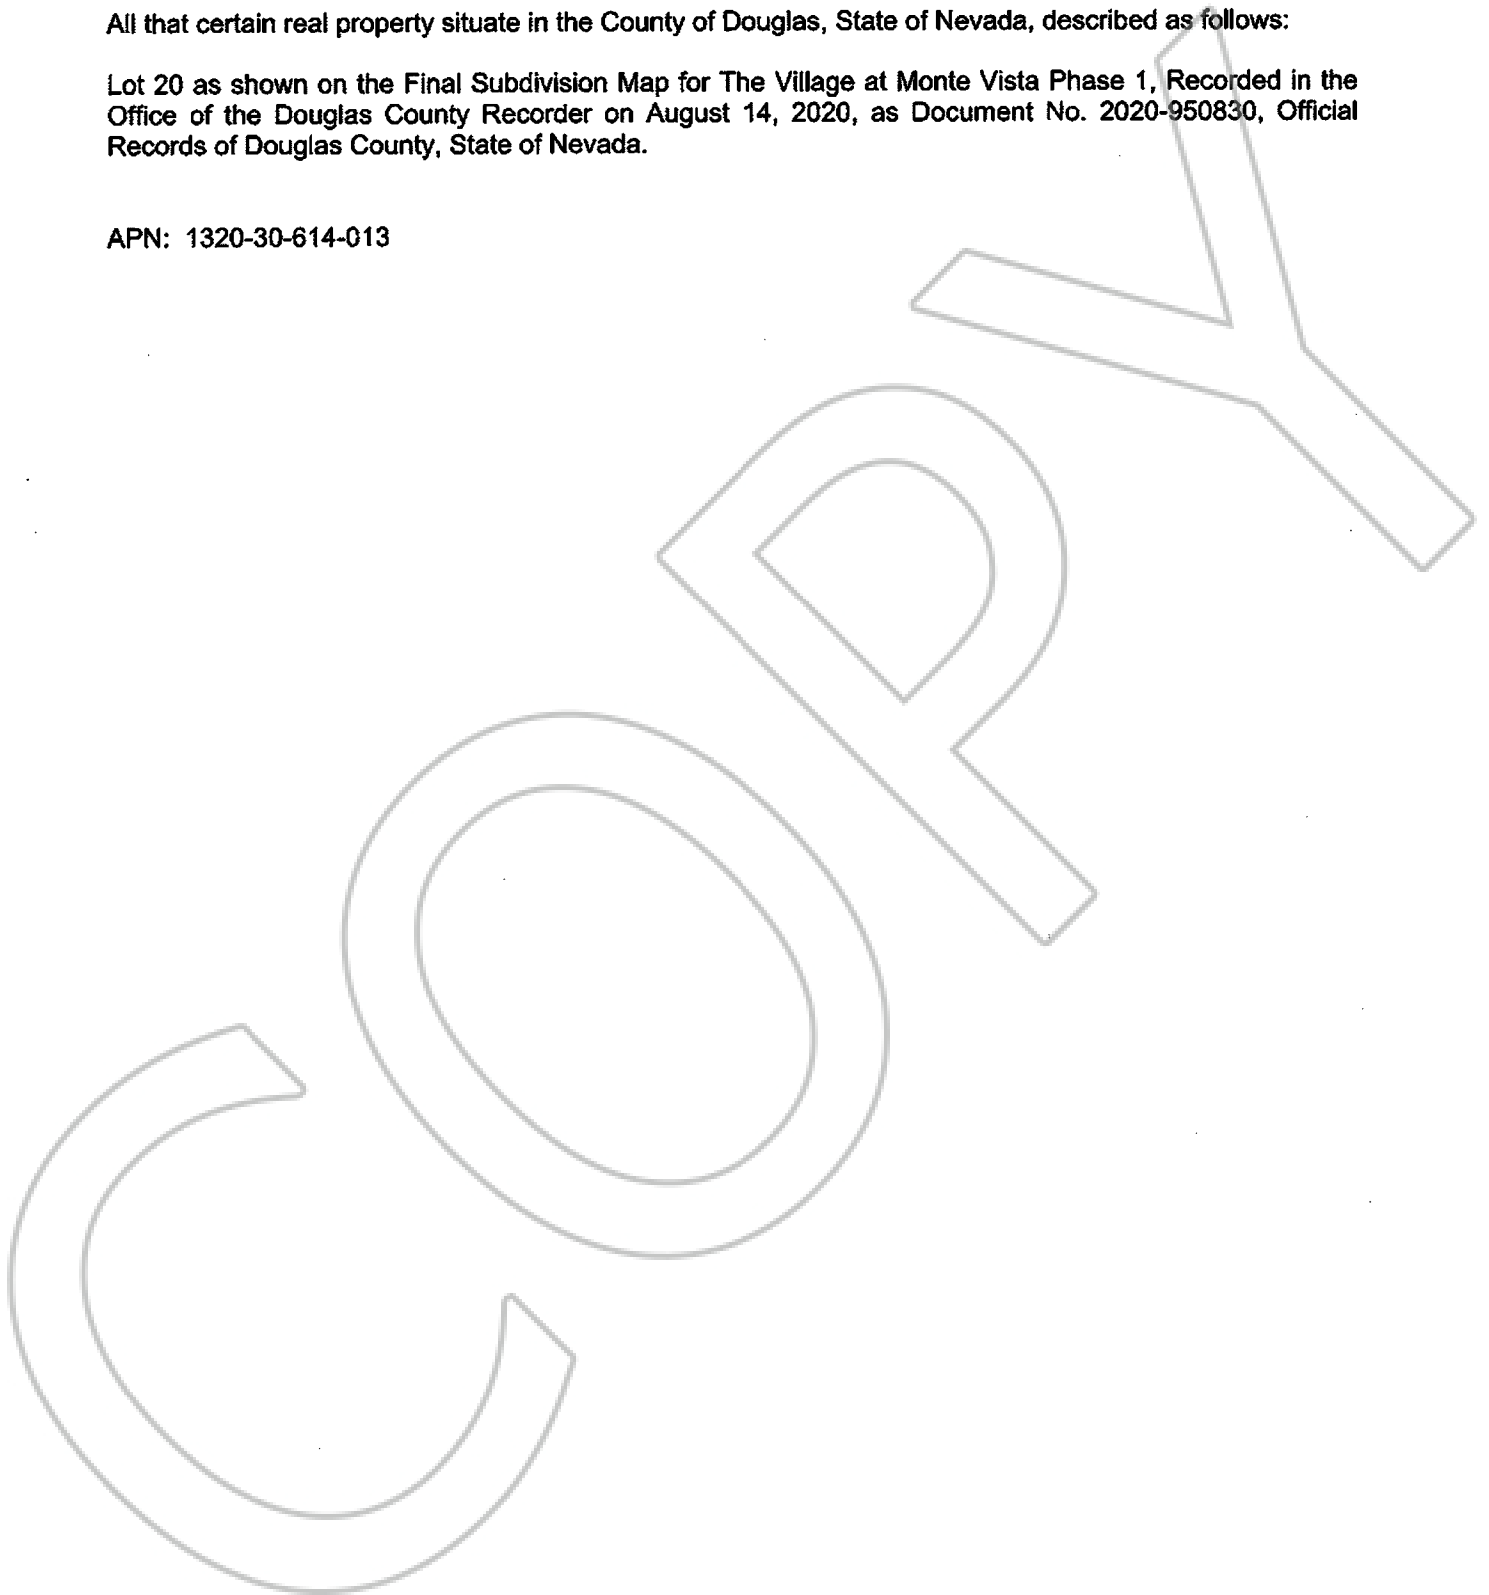 All that certain real property situate in the County of Douglas, State of Nevada, described as follows:
Lot 20 as shown on the Final Subdivision Map for The Village at Monte Vista Phase 1, Recorded in the
Office of the Douglas County Recorder on August 14, 2020, as Document No. 2020-950830, Official
Records of Douglas County, State of Nevada.
APN: 1320-30-614-013
COPY